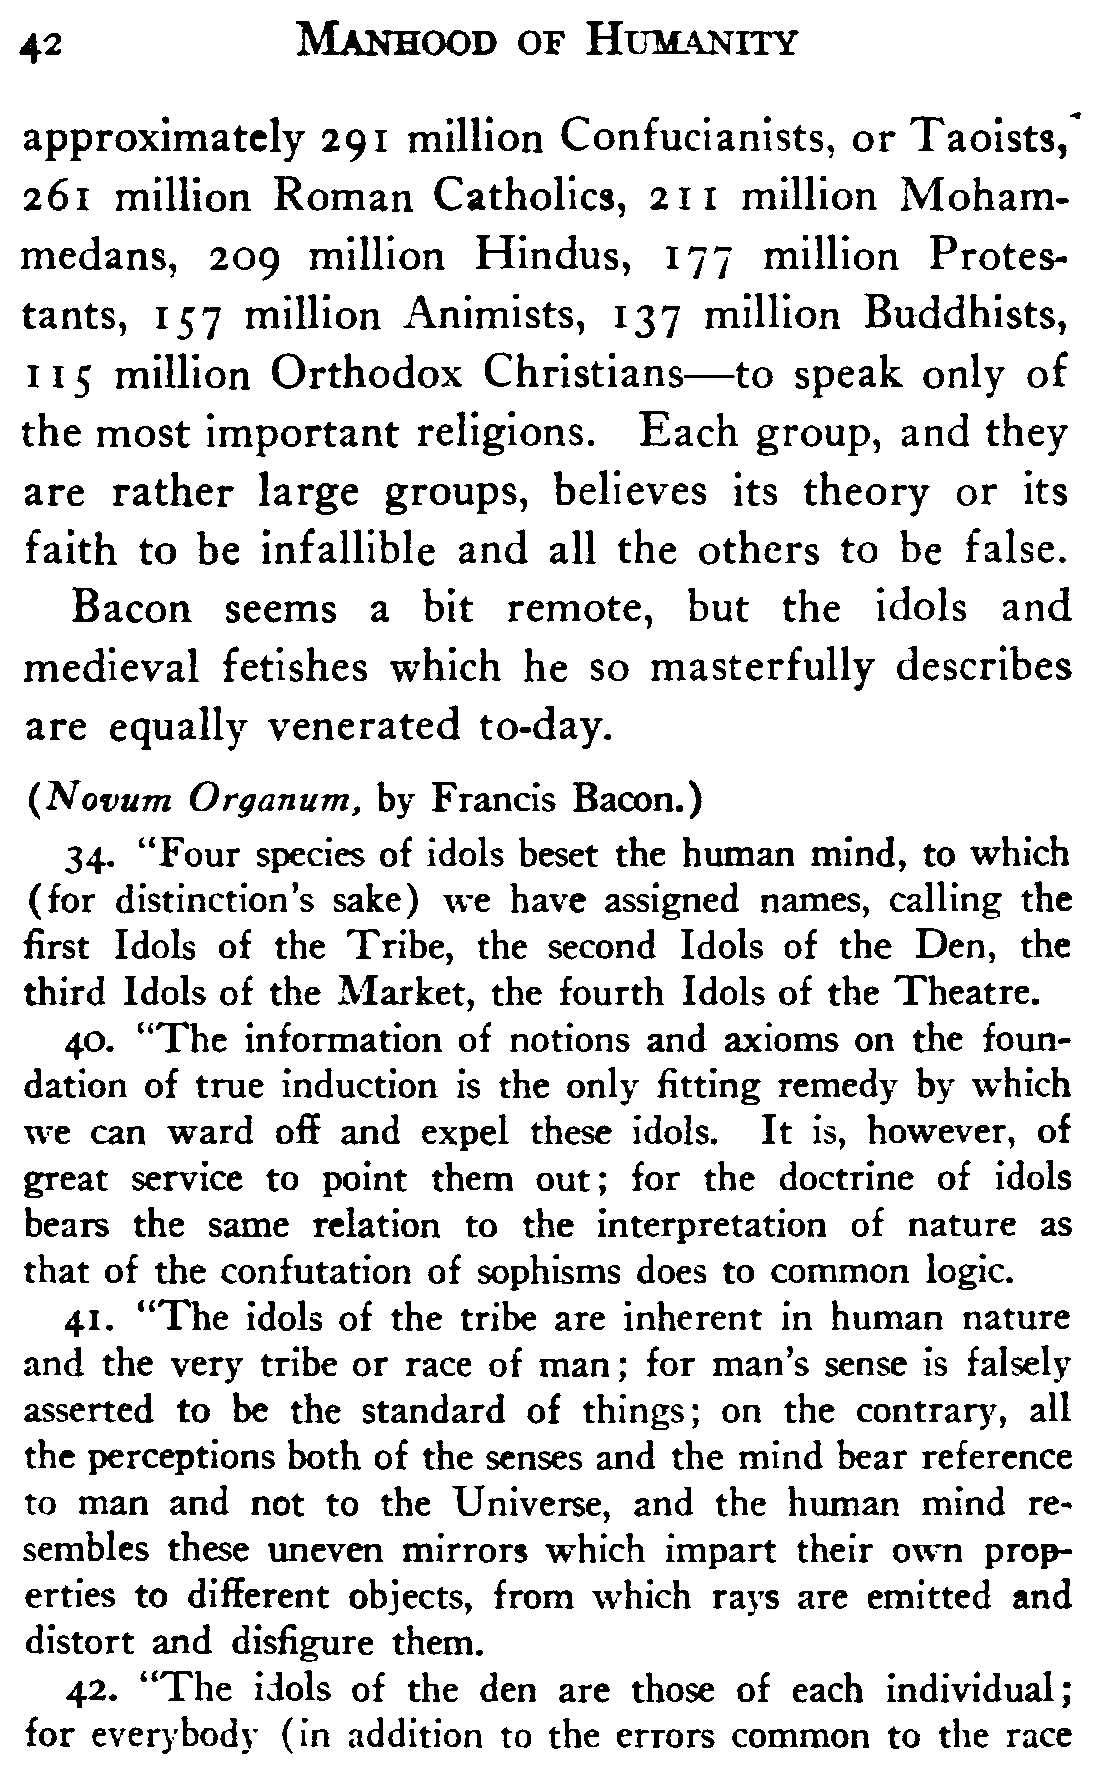 42 MANHOOD OF HUMANITY
approximately 291 million Confucianists, or Taoists,
261 million Roman Catholics, 211 million Moham-
medans, 209 million Hindus, 177 million Protes-
tants, 157 million Animists, 137 million Buddhists,
115 million Orthodox Christians—to speak only of
the most important religions. Each group, and they
are rather large groups, believes its theory or its
faith to be infallible and all the others to be false.
Bacon seems a bit remote, but the idols and
medieval fetishes which he so masterfully describes
are equally venerated to-day.
(Novum Organum, by Francis Bacon.)
34. “Four species of idols beset the human mind, to which
(for distinction's sake) we have assigned names, calling the
first Idols of the Tribe, the second Idols of the Den, the
third Idols of the Market, the fourth Idols of the Theatre.
40. “The information of notions and axioms on the foun-
dation of true induction is the only fitting remedy by which
we can ward off and expel these idols. It is, however, of
great service to point them out; for the doctrine of idols
bears the same relation to the interpretation of nature as
that of the confutation of sophisms does to common logic.
41. “The idols of the tribe are inherent in human nature
and the very tribe or race of man; for man's sense is falsely
asserted to be the standard of things; on the contrary, all
the perceptions both of the senses and the mind bear reference
to man and not to the Universe, and the human mind re-
sembles these uneven mirrors which impart their own prop-
erties to different objects, from which rays are emitted and
distort and disfigure them.
42. “The idols of the den are those of each individual;
for everybody (in addition to the errors common to the race